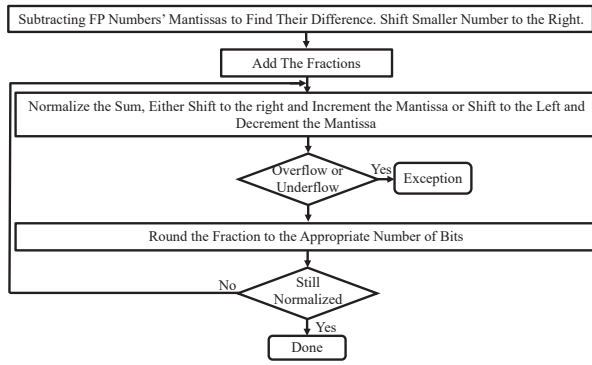 Subtracting FP Numbers’ Mantissas to Find Their Difference. Shift Smaller Number to the Right.
Add The Fractions
Normalize the Sum, Either Shift to the right and Increment the Mantissa or Shift to the Left and
Decrement the Mantissa
Overflow or
Underflow
Yes
Exception
Round the Fraction to the Appropriate Number of Bits
No
Still
Normalized
Yes
Done